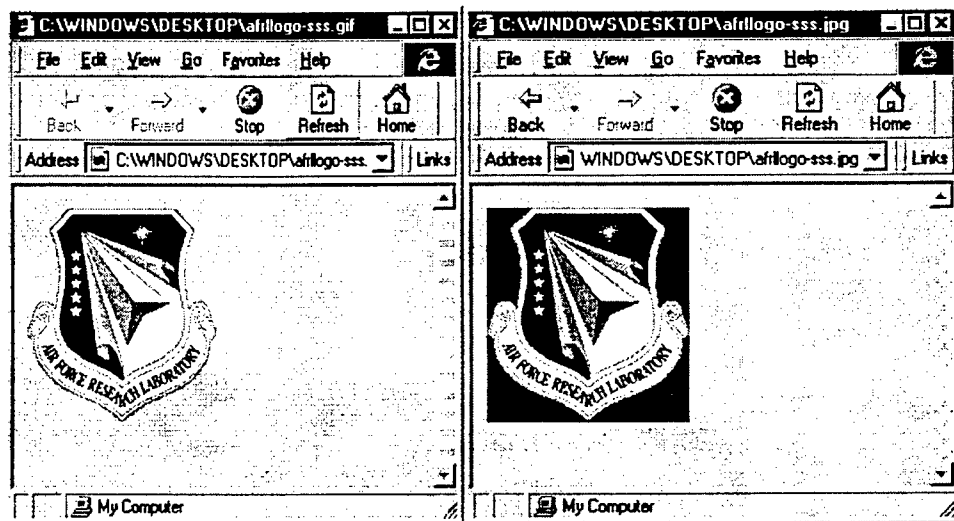 C:\WINDOWS\DESKTOP\afrllogo-sss.gif
File Edit View Go Favorites Help
Back Forward Stop Refresh Home
Address C:\WINDOWS\DESKTOP\afrllogo-sss. Links
AIR FORCE RESEARCH LABORATORY
My Computer
C:\WINDOWS\DESKTOP\afrllogo-sss.jpg
File Edit View Go Favorites Help
Back Forward Stop Refresh Home
Address WINDOWS\DESKTOP\afrllogo-sss.jpg Links
AIR FORCE RESEARCH LABORATORY
My Computer